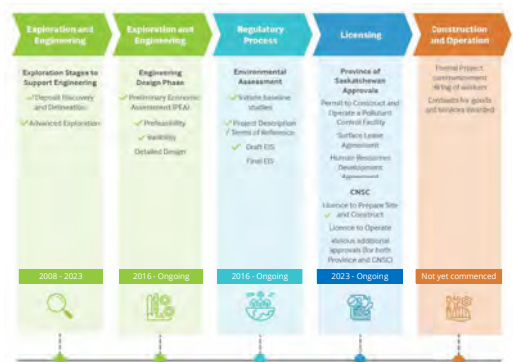 Exploration and
Engineering
Exploration Stages to
Support Engineering
Deposit Discovery
and Delineation
Advanced Exploration
2008 - 2023
Exploration and
Engineering
Engineering
Design Phase
Preliminary Economic
Assessment (PEA)
Prefeasibility
Feasibility
Detailed Design
2016 - Ongoing
Regulatory
Process
Environmental
Assessment
Initiate baseline
studies
Project Description
/ Terms of Reference
Draft EIS
Final EIS
2016 - Ongoing
Licensing
Province of
Saskatchewan
Approvals
Permit to Construct and
Operate a Pollutant
Control Facility
Surface Lease
Agreement
Human Resources
Development
Agreement
CNSC
Licence to Prepare Site
and Construct
Licence to Operate
Various additional
approvals (for both
Province and CNSC)
2023 - Ongoing
Construction
and Operation
Formal Project
commencement
Hiring of workers
Contracts for goods
and services awarded
Not yet commenced